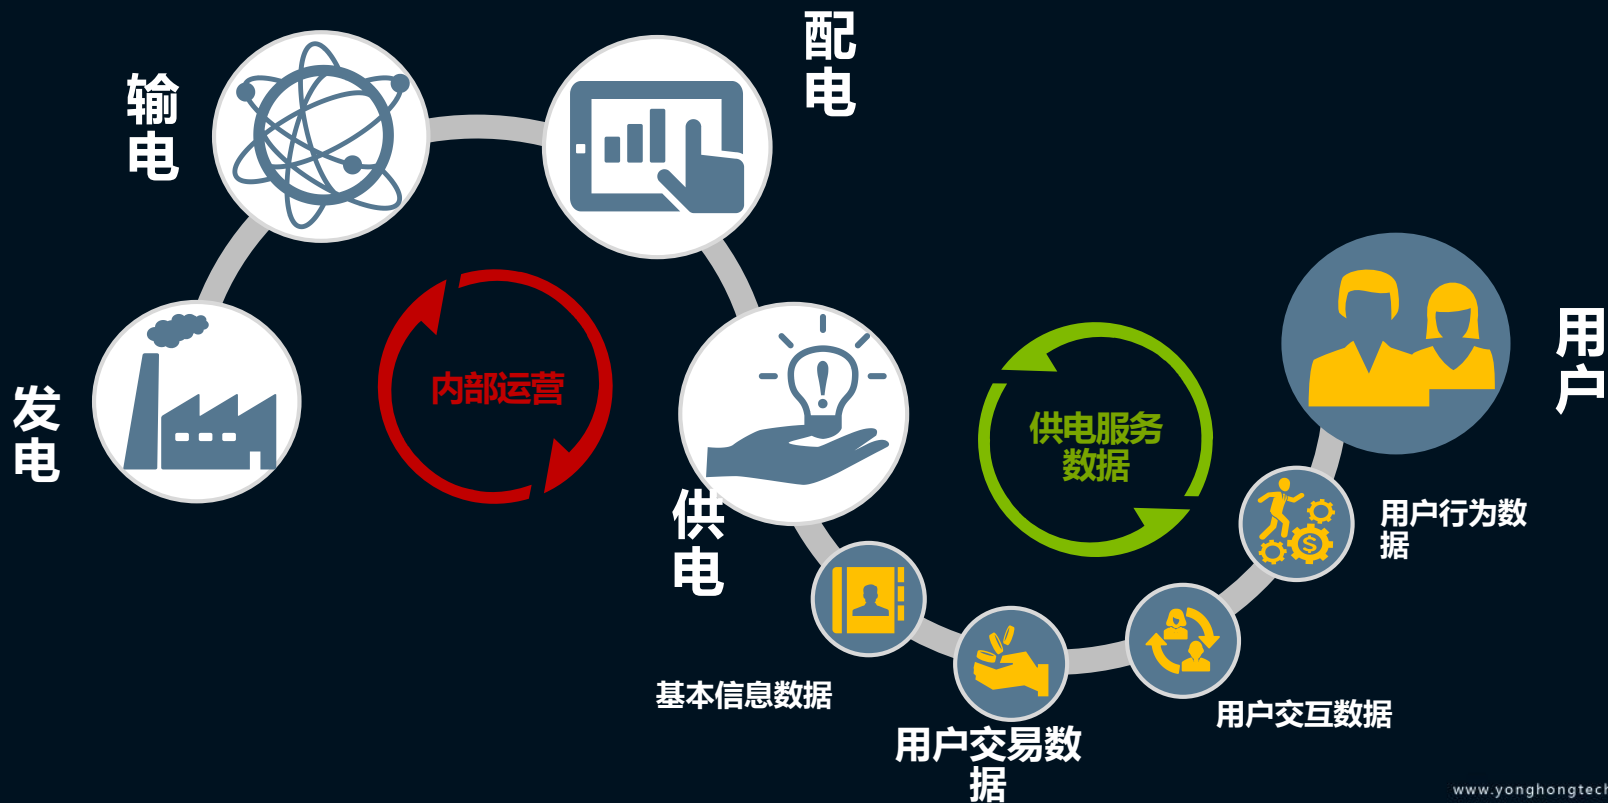 配
电
输
电
发
电
内部运营
供
电
供电服务
数据
用
户
用户行为数
据
基本信息数据
用户交互数据
用户交易数
据
www.yonghongtech